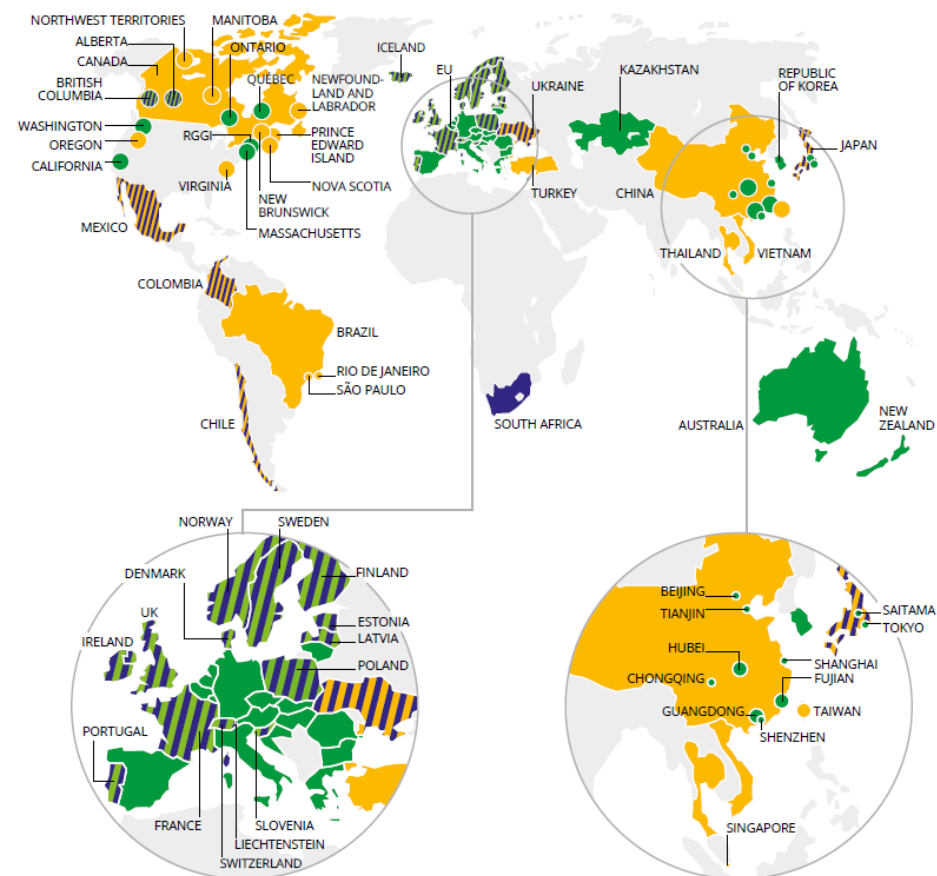 NORTHWEST TERRITORIES
MANITOBA
ALBERTA
ONTARIO
CANADA
BRITISH
COLUMBIA
QUÉBEC
NEWFOUND-
LAND AND
LABRADOR
WASHINGTON
OREGON
RGGI
PRINCE
EDWARD
ISLAND
CALIFORNIA
VIRGINIA
NOVA SCOTIA
NEW
BRUNSWICK
MASSACHUSETTS
MEXICO
COLOMBIA
BRAZIL
RIO DE JANEIRO
SÃO PAULO
CHILE
ICELAND
EU
UKRAINE
TURKEY
KAZAKHSTAN
REPUBLIC
OF KOREA
JAPAN
CHINA
THAILAND
VIETNAM
SOUTH AFRICA
AUSTRALIA
NEW
ZEALAND
NORWAY
SWEDEN
DENMARK
FINLAND
UK
ESTONIA
IRELAND
LATVIA
POLAND
PORTUGAL
FRANCE
SLOVENIA
LIECHTENSTEIN
SWITZERLAND
BEIJING
TIANJIN
SAITAMA
TOKYO
HUBEI
SHANGHAI
CHONGQING
FUJIAN
GUANGDONG
TAIWAN
SHENZHEN
SINGAPORE